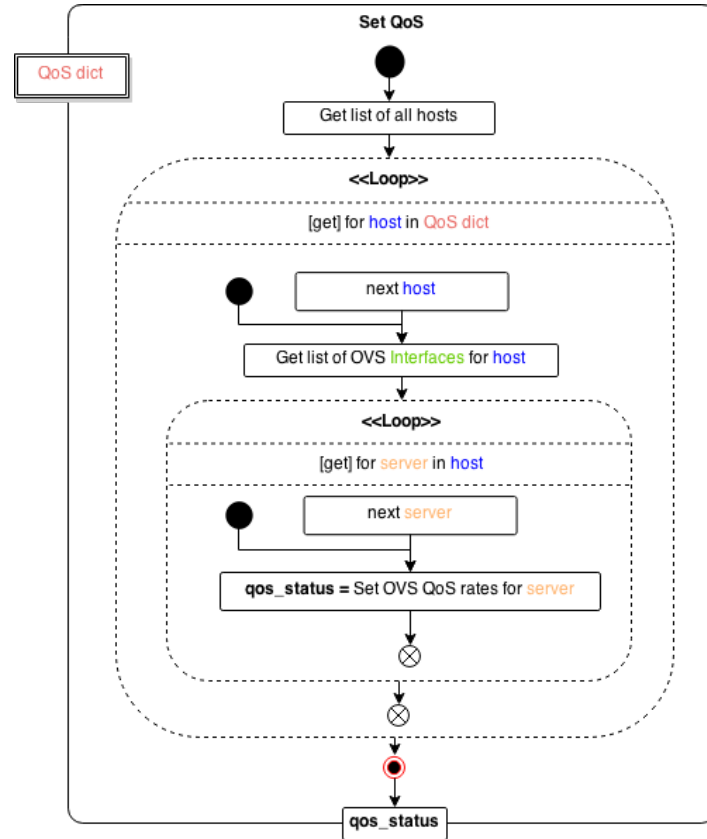 Set QoS
QoS dict
Get list of all hosts
<<Loop>>
[get] for host in QoS dict
next host
Get list of OVS Interfaces for host
<<Loop>>
[get] for server in host
next server
qos_status = Set OVS QoS rates for server
qos_status